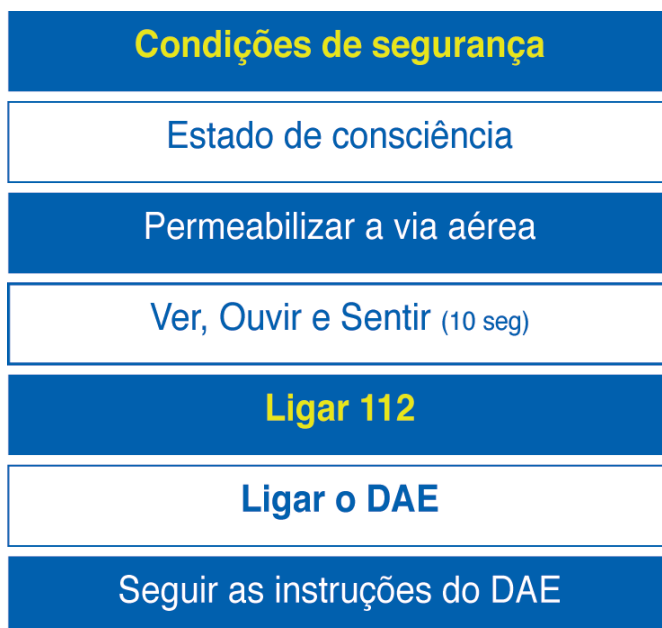 Condições de segurança
Estado de consciência
Permeabilizar a via aérea
Ver, Ouvir e Sentir (10 seg)
Ligar 112
Ligar o DAE
Seguir as instruções do DAE